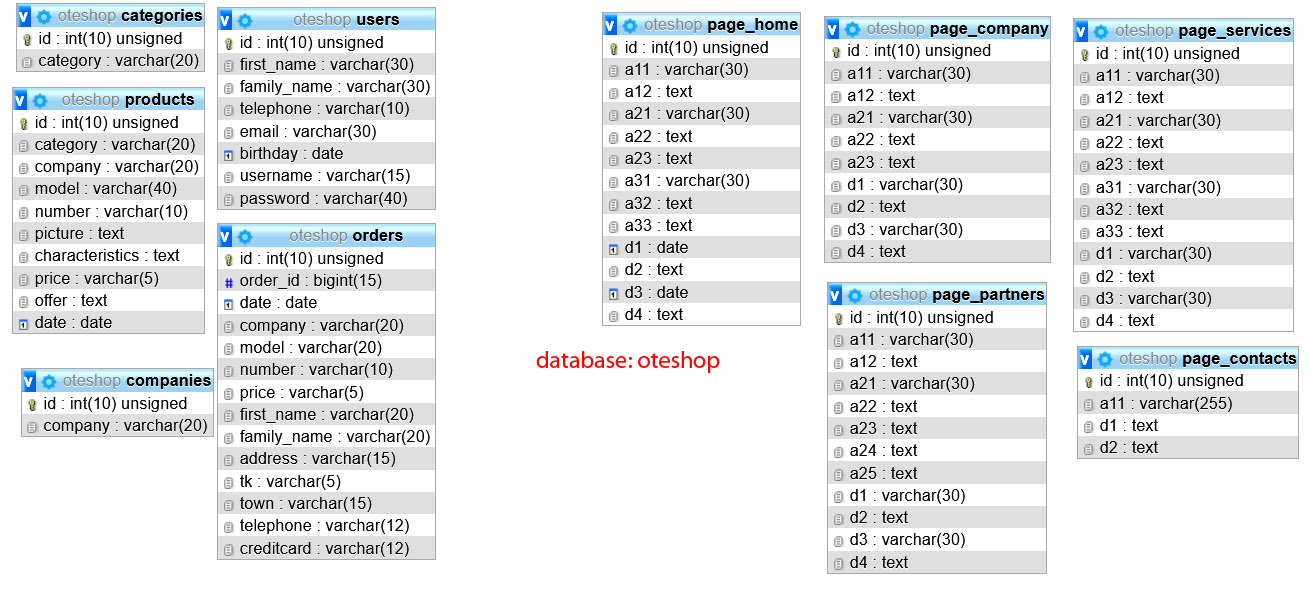 oteshop categories
id : int(10) unsigned
category : varchar(20)
oteshop products
id : int(10) unsigned
category : varchar(20)
company : varchar(20)
model : varchar(40)
number : varchar(10)
picture : text
characteristics : text
price : varchar(5)
offer : text
date : date
oteshop companies
id : int(10) unsigned
company : varchar(20)
oteshop users
id : int(10) unsigned
first_name : varchar(30)
family_name : varchar(30)
telephone : varchar(10)
email : varchar(30)
birthday : date
username : varchar(15)
password : varchar(40)
oteshop orders
id : int(10) unsigned
order_id : bigint(15)
date : date
company : varchar(20)
model : varchar(20)
number : varchar(10)
price : varchar(5)
first_name : varchar(20)
family_name : varchar(20)
address : varchar(15)
tk : varchar(5)
town : varchar(15)
telephone : varchar(12)
creditcard : varchar(12)
database: oteshop
oteshop page_home
id : int(10) unsigned
a11 : varchar(30)
a12 : text
a21 : varchar(30)
a22 : text
a23 : text
a31 : varchar(30)
a32 : text
a33 : text
d1 : date
d2 : text
d3 : date
d4 : text
oteshop page_company
id : int(10) unsigned
a11 : varchar(30)
a12 : text
a21 : varchar(30)
a22 : text
a23 : text
d1 : varchar(30)
d2 : text
d3 : varchar(30)
d4 : text
oteshop page_partners
id : int(10) unsigned
a11 : varchar(30)
a12 : text
a21 : varchar(30)
a22 : text
a23 : text
a24 : text
a25 : text
d1 : varchar(30)
d2 : text
d3 : varchar(30)
d4 : text
oteshop page_services
id : int(10) unsigned
a11 : varchar(30)
a12 : text
a21 : varchar(30)
a22 : text
a23 : text
a31 : varchar(30)
a32 : text
a33 : text
d1 : varchar(30)
d2 : text
d3 : varchar(30)
d4 : text
oteshop page_contacts
id : int(10) unsigned
a11 : varchar(255)
d1 : text
d2 : text